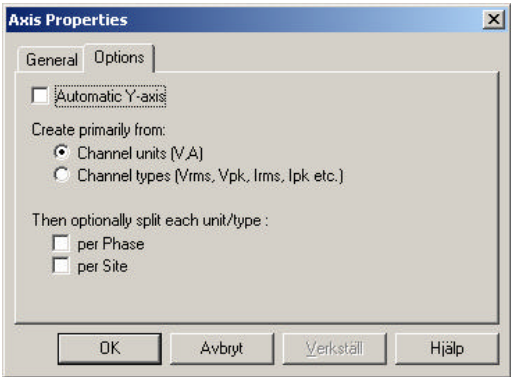 Axis Properties
General Options
Automatic Y-axis
Create primarily from:
Channel units (V,A)
Channel types (Vrms, Vpk, Irms, Ipk etc.)
Then optionally split each unit/type :
per Phase
per Site
OK Avbryt Verkställ Hjälp